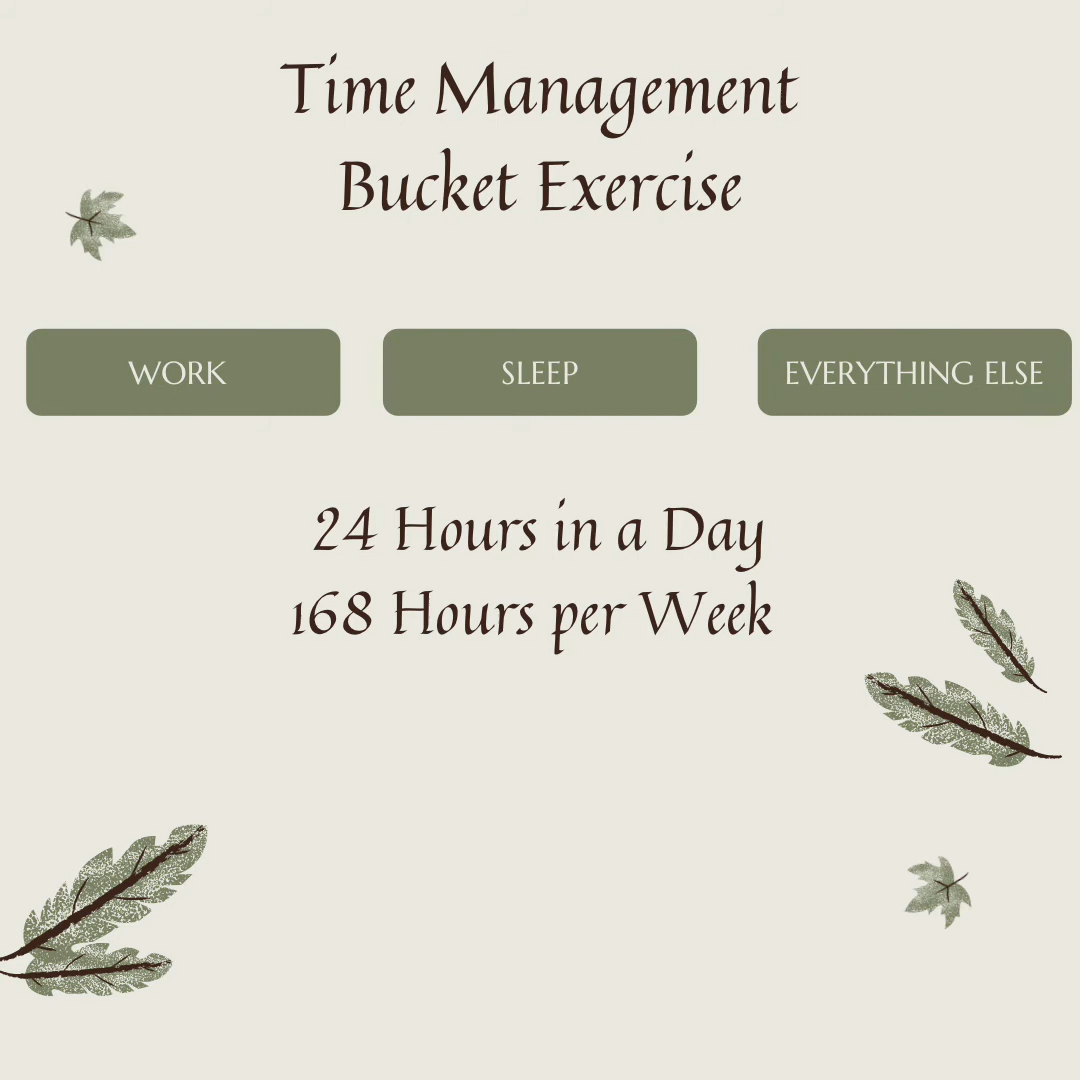 Time Management
Bucket Exercise
WORK
SLEEP
EVERYTHING ELSE
24 Hours in a Day
168 Hours per Week